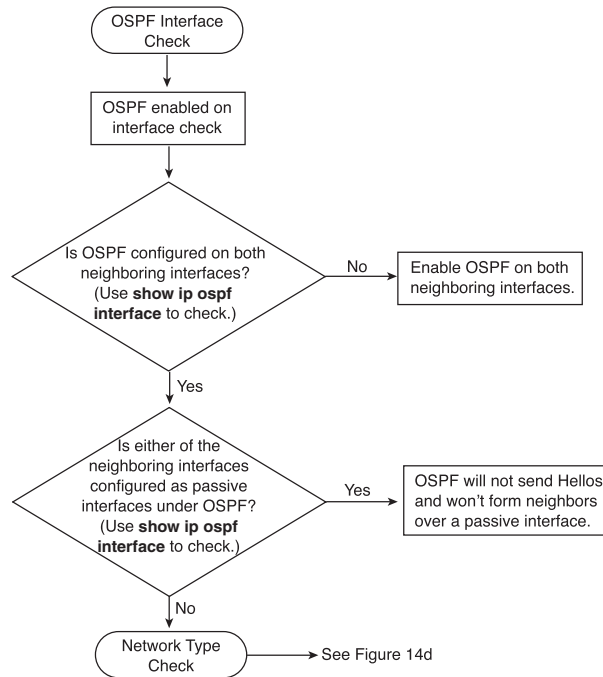 OSPF Interface
Check
OSPF enabled on
interface check
Is OSPF configured on both
neighboring interfaces?
(Use show ip ospf
interface to check.)
No
Enable OSPF on both
neighboring interfaces.
Yes
Is either of the
neighboring interfaces
configured as passive
interfaces under OSPF?
(Use show ip ospf
interface to check.)
Yes
OSPF will not send Hellos
and won't form neighbors
over a passive interface.
No
Network Type
Check
See Figure 14d